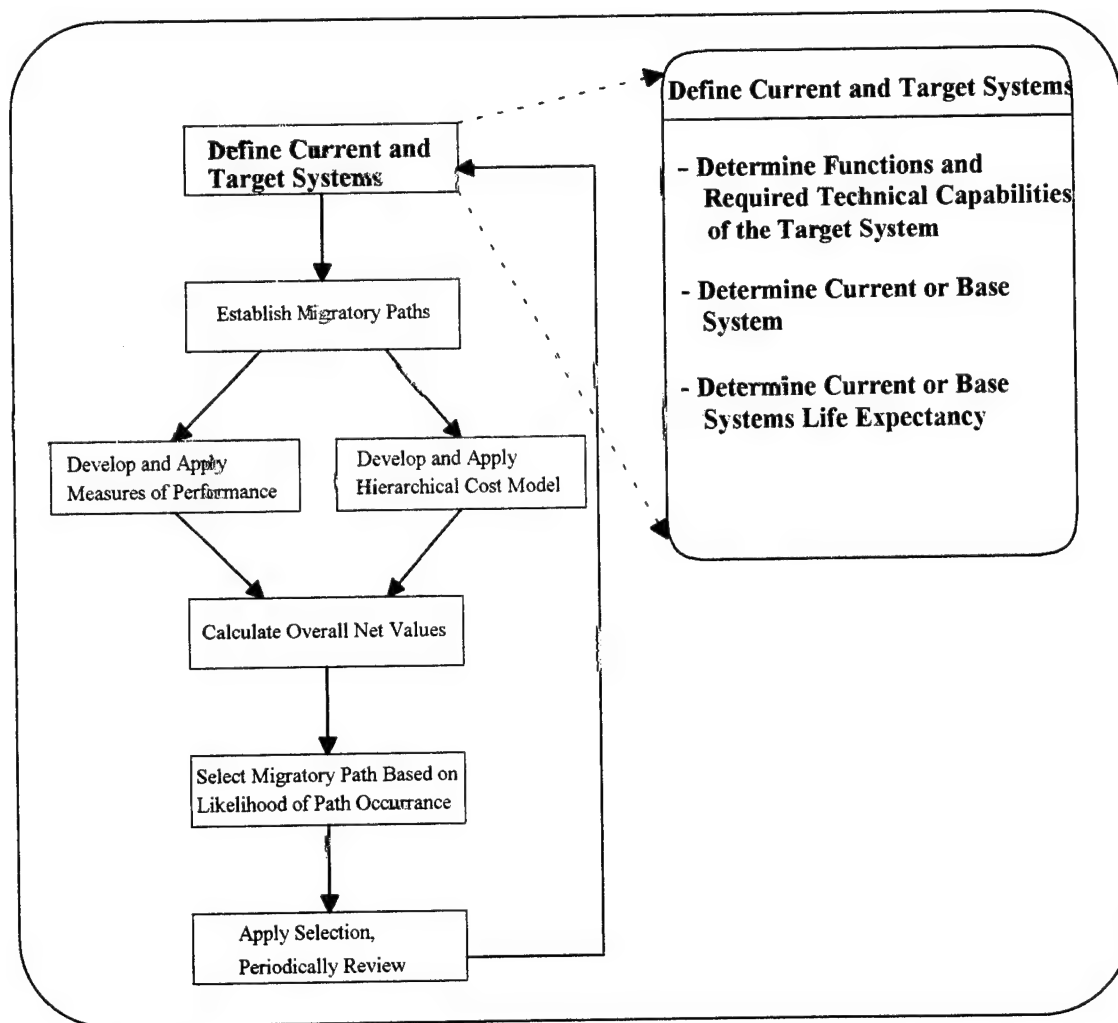 Define Current and
Target Systems
Establish Migratory Paths
Develop and Apply
Measures of Performance
Develop and Apply
Hierarchical Cost Model
Calculate Overall Net Values
Select Migratory Path Based on
Likelihood of Path Occurrance
Apply Selection,
Periodically Review
Define Current and Target Systems
- Determine Functions and
Required Technical Capabilities
of the Target System
- Determine Current or Base
System
- Determine Current or Base
Systems Life Expectancy